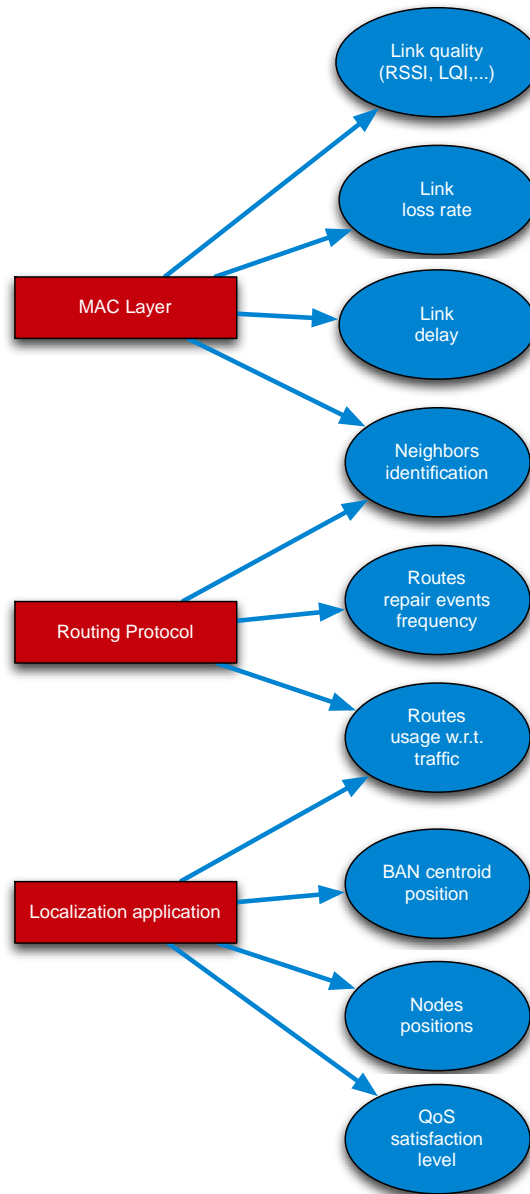 Link quality
(RSSI, LQI,...)
Link
loss rate
MAC Layer
Link
delay
Neighbors
identification
Routes
repair events
frequency
Routing Protocol
Routes
usage w.r.t.
traffic
BAN centroid
position
Localization application
Nodes
positions
QoS
satisfaction
level